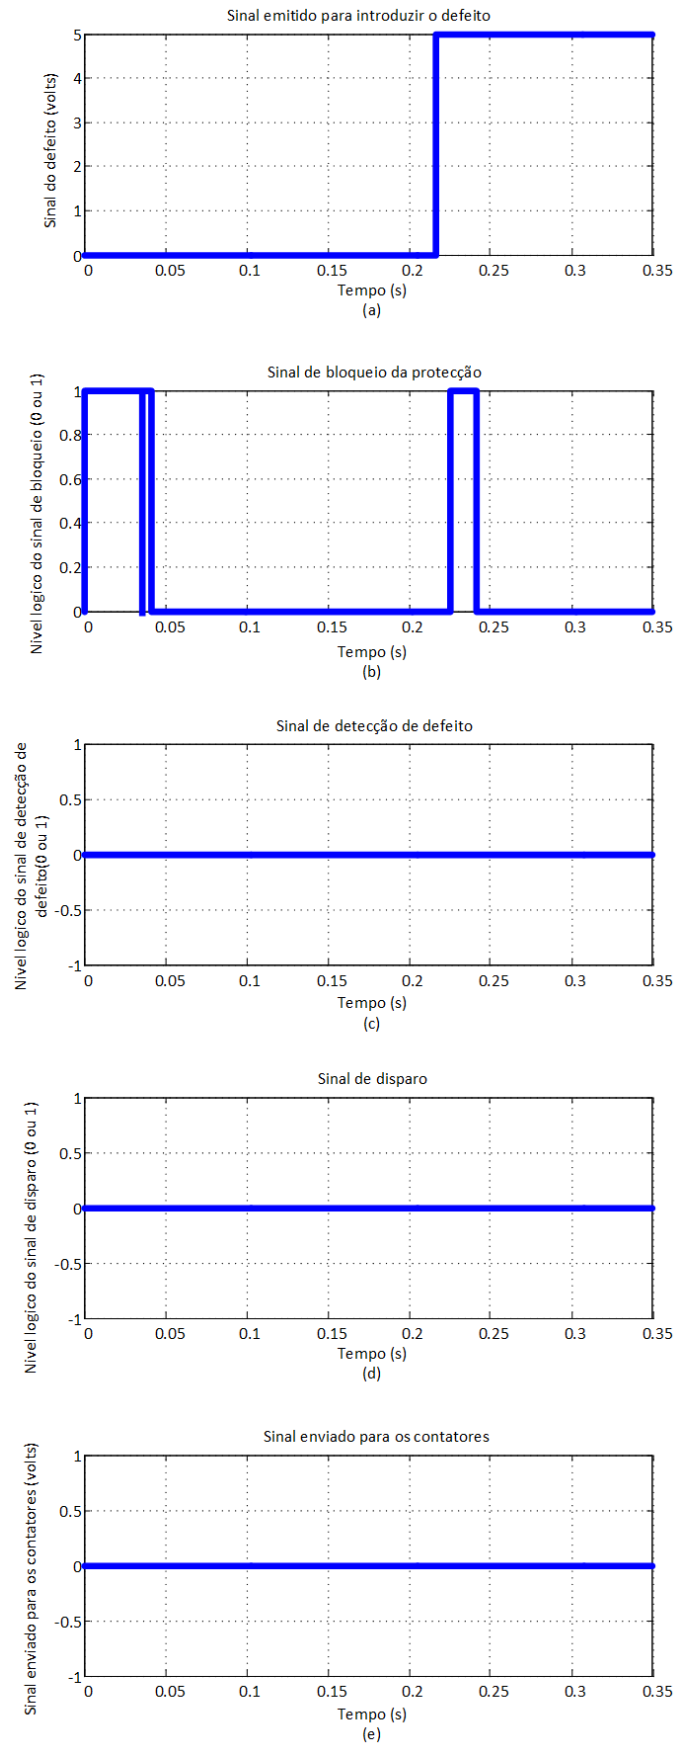 Sinal emitido para introduzir o defeito
Sinal do defeito (volts)
5
4
3
2
1
0
0 0.05 0.1 0.15 0.2 0.25 0.3 0.35
Tempo (s)
(a)
Sinal de bloqueio da protecção
Nivel logico do sinal de bloqueio (0 ou 1)
1
0.8
0.6
0.4
0.2
0
0 0.05 0.1 0.15 0.2 0.25 0.3 0.35
Tempo (s)
(b)
Sinal de detecção de defeito
Nivel logico do sinal de detecção de
defeito(0 ou 1)
1
0.5
0
-0.5
-1
0 0.05 0.1 0.15 0.2 0.25 0.3 0.35
Tempo (s)
(c)
Sinal de disparo
Nivel logico do sinal de disparo (0 ou 1)
1
0.5
0
-0.5
-1
0 0.05 0.1 0.15 0.2 0.25 0.3 0.35
Tempo (s)
(d)
Sinal enviado para os contatores
Sinal enviado para os contatores (volts)
1
0.5
0
-0.5
-1
0 0.05 0.1 0.15 0.2 0.25 0.3 0.35
Tempo (s)
(e)